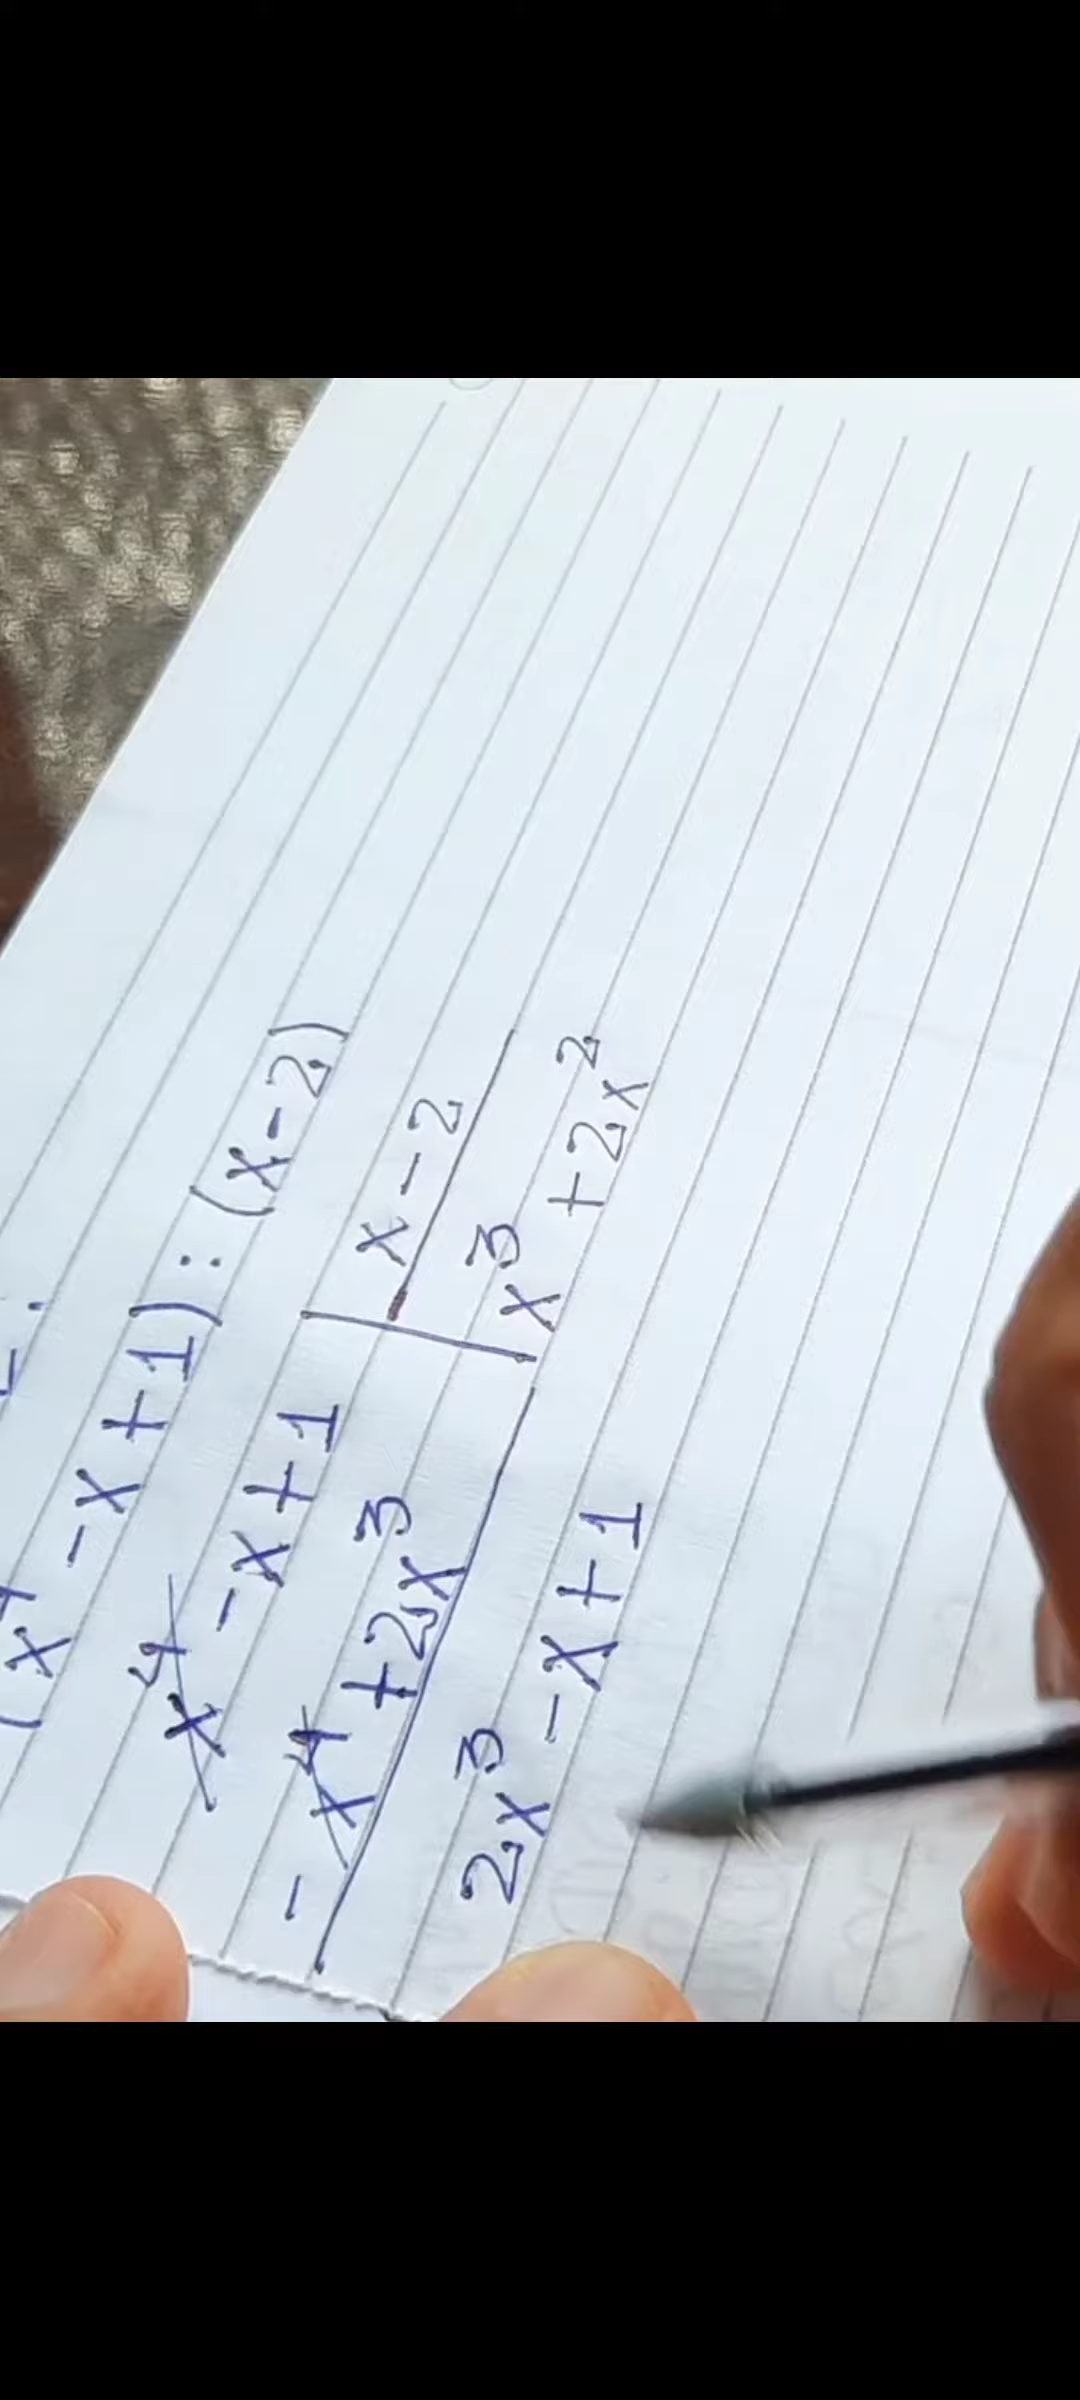 (x⁴ - x + 1) : (x - 2)
x⁴ - x + 1 | x - 2
- x⁴ + 2x³ | x³ + 2x²
2x³ - x + 1